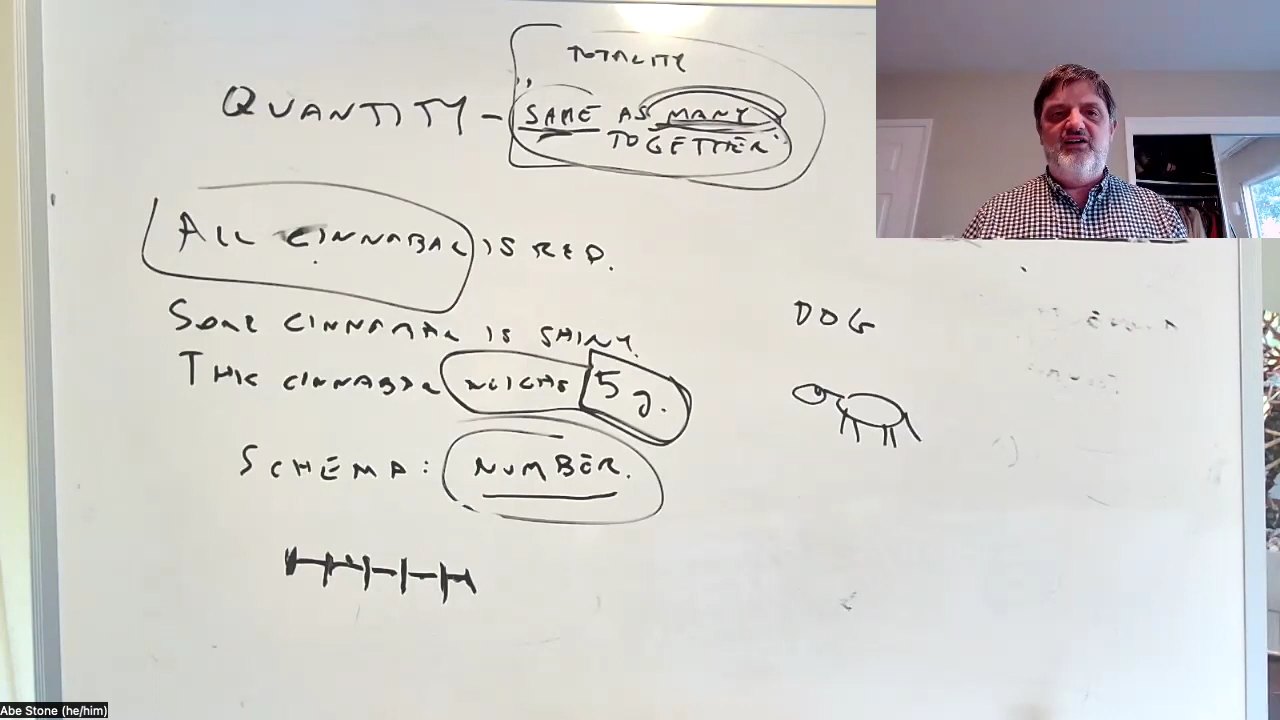 TOTALITY
QUANTITY - "SAME AS MANY
TOGETHER"
ALL CINNABAR IS RED.
SOME CINNABAR IS SHINY.
THIS CINNABAR WEIGHS 5 g.
DOG
SCHEMA: NUMBER.
Abe Stone (he/him)